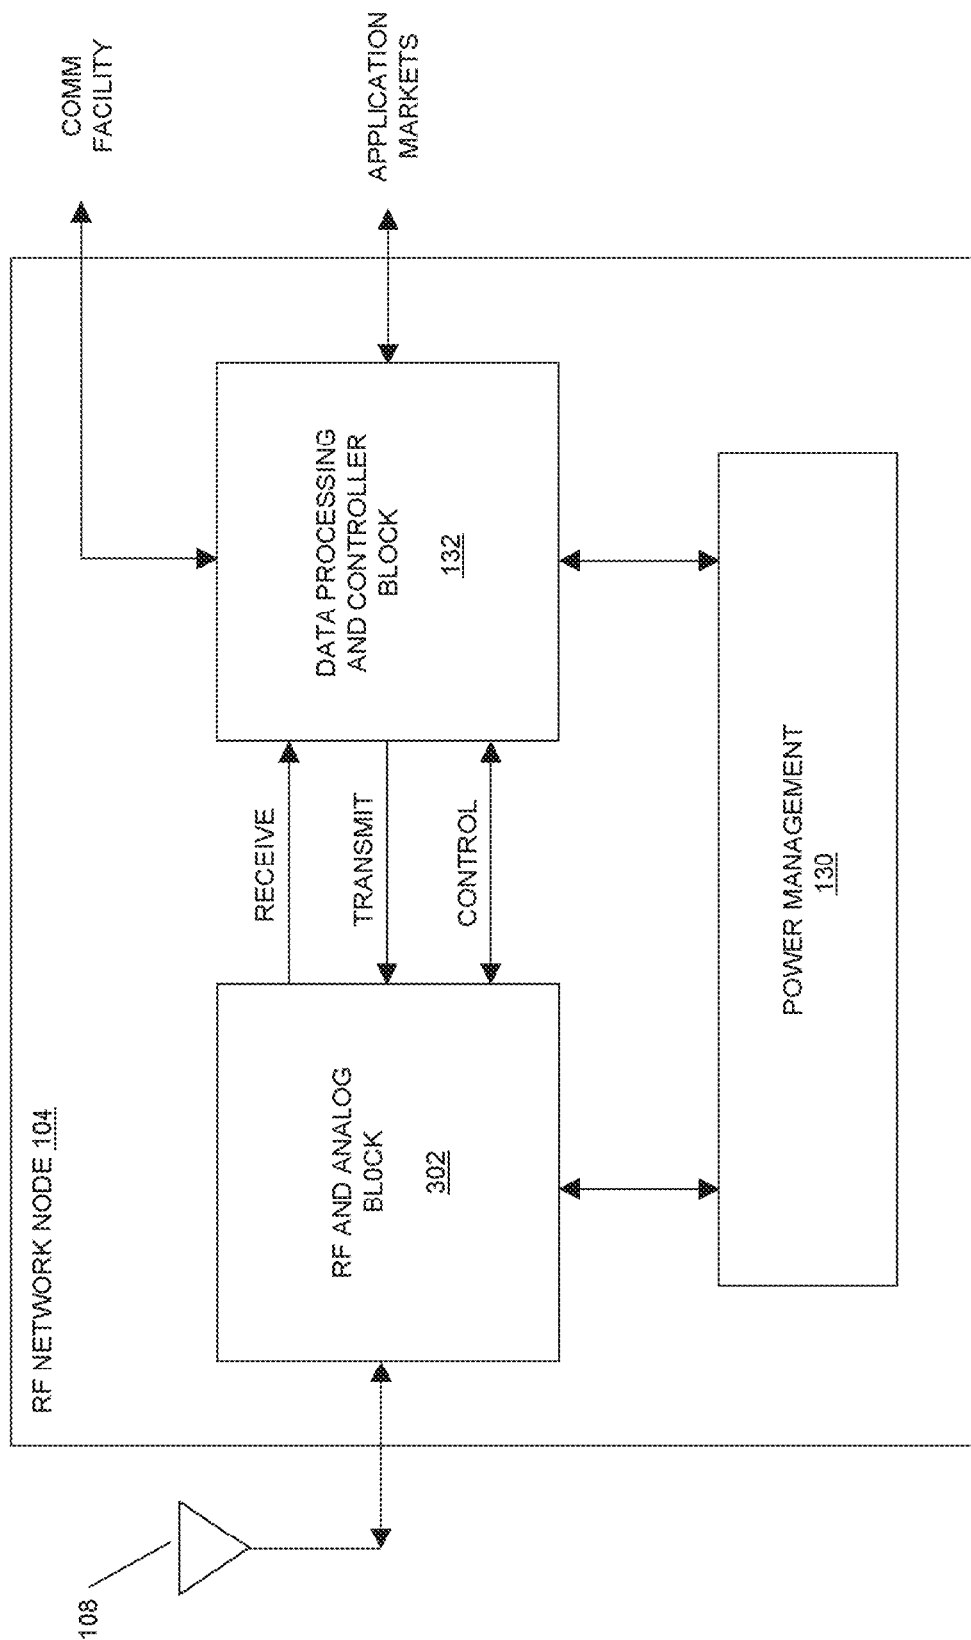 RF NETWORK NODE 104
108
RF AND ANALOG
BLOCK
302
RECEIVE
TRANSMIT
CONTROL
DATA PROCESSING
AND CONTROLLER
BLOCK
132
POWER MANAGEMENT
130
COMM
FACILITY
APPLICATION
MARKETS